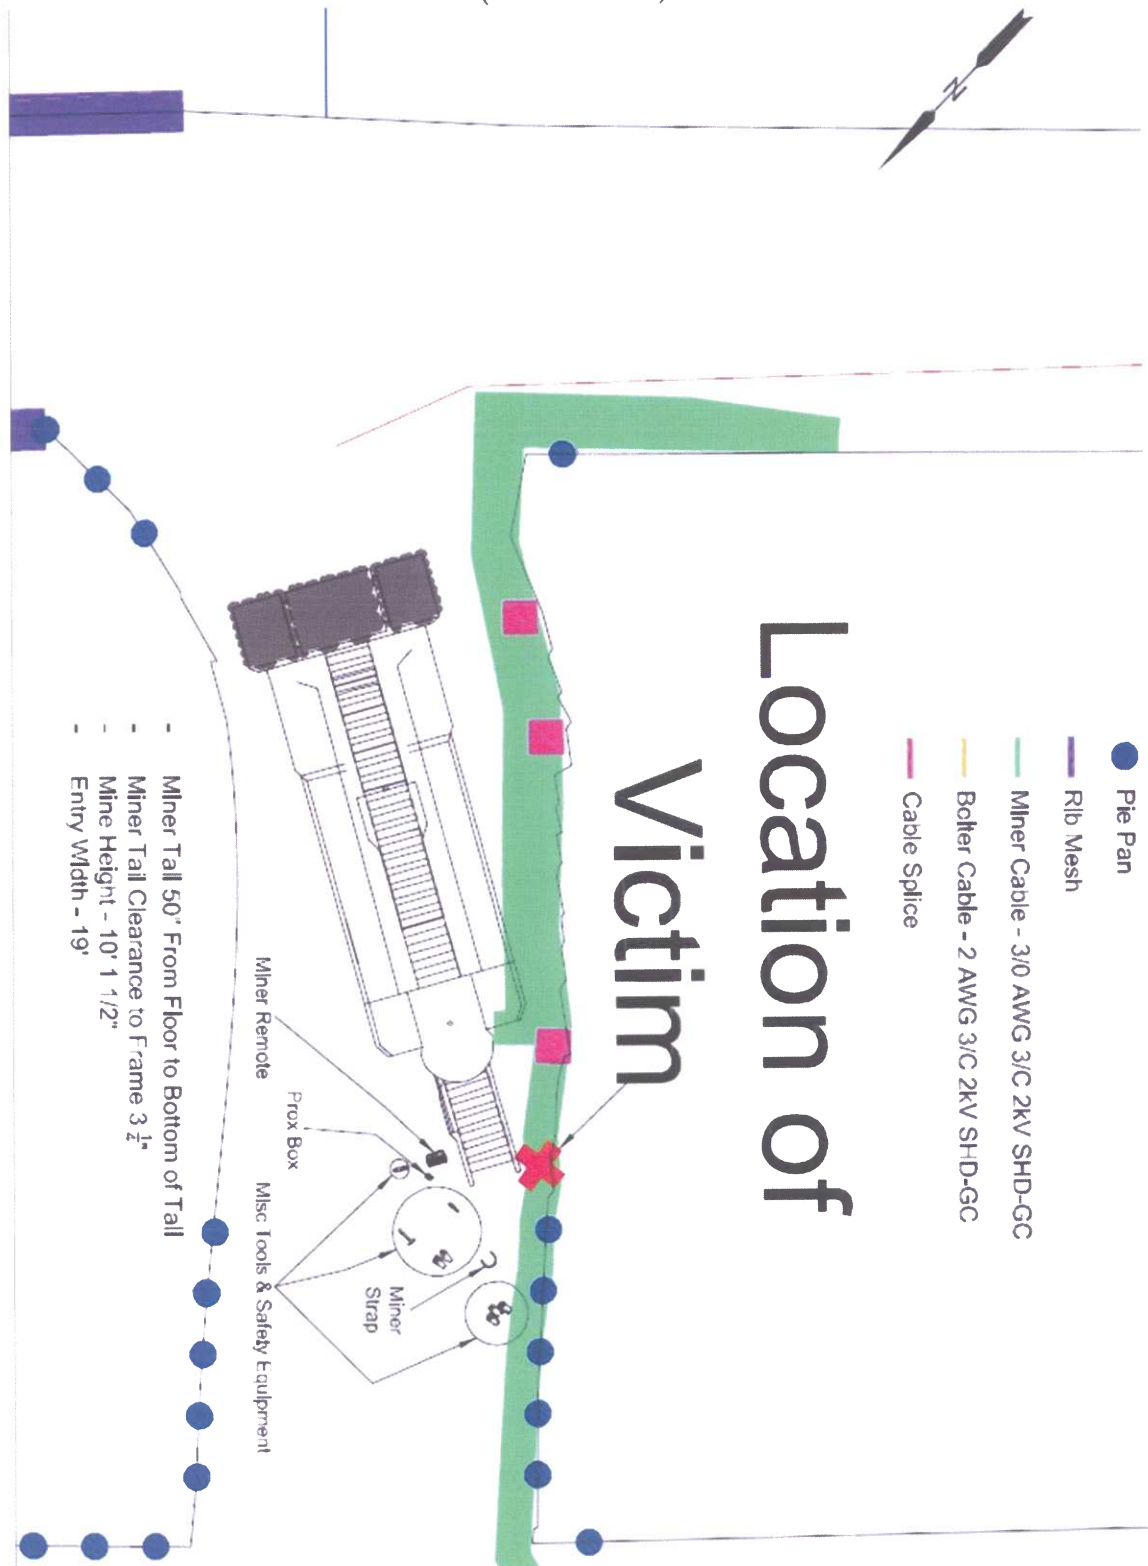 Pie Pan
Rib Mesh
Miner Cable - 3/0 AWG 3/C 2kV SHD-GC
Bolter Cable - 2 AWG 3/C 2kV SHD-GC
Cable Splice
Location of
Victim
N
Miner
Strap
Miner Remote
Prox Box
Misc Tools & Safety Equipment
- Miner Tail 50" From Floor to Bottom of Tail
- Miner Tail Clearance to Frame 3 1/2"
- Mine Height - 10' 1 1/2"
- Entry Width - 19'